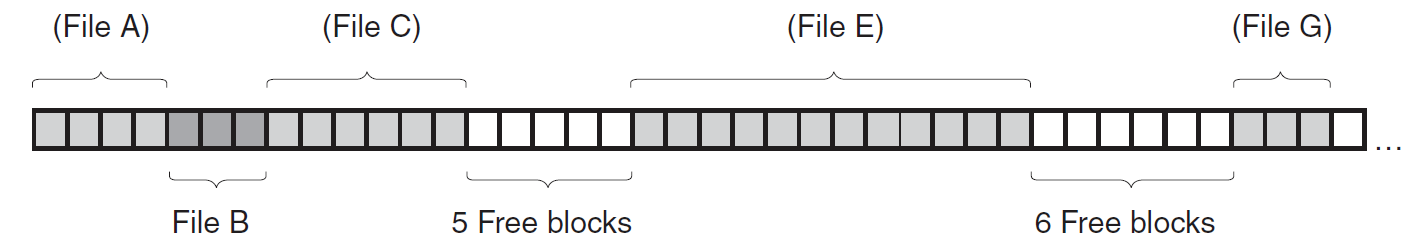 (File A) (File C) (File E) (File G)
...
File B 5 Free blocks 6 Free blocks